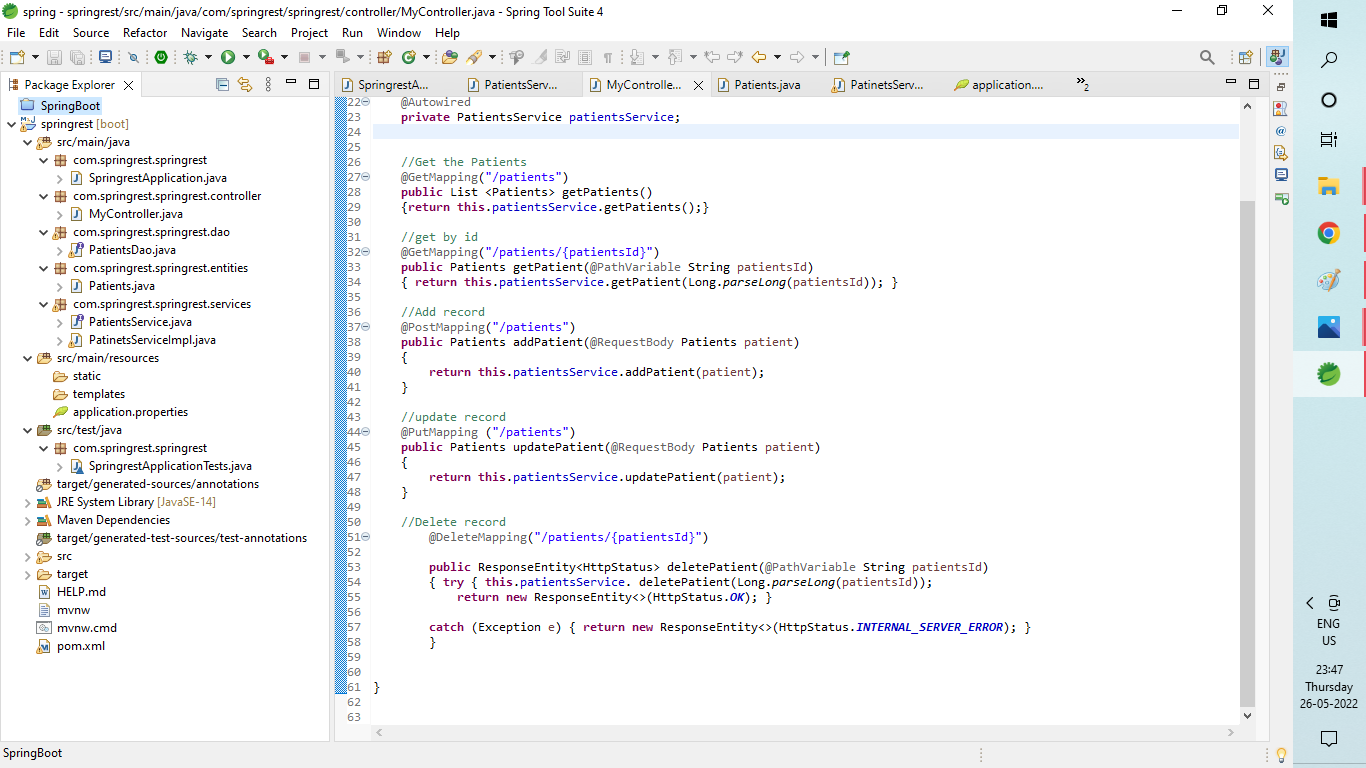 spring - springrest/src/main/java/com/springrest/springrest/controller/MyController.java - Spring Tool Suite 4
File Edit Source Refactor Navigate Search Project Run Window Help
Package Explorer
SpringBoot
springrest [boot]
src/main/java
com.springrest.springrest
SpringrestApplication.java
com.springrest.springrest.controller
MyController.java
com.springrest.springrest.dao
PatientsDao.java
com.springrest.springrest.entities
Patients.java
com.springrest.springrest.services
PatientsService.java
PatinetsServiceImpl.java
src/main/resources
static
templates
application.properties
src/test/java
com.springrest.springrest
SpringrestApplicationTests.java
target/generated-sources/annotations
JRE System Library [JavaSE-14]
Maven Dependencies
target/generated-test-sources/test-annotations
src
target
HELP.md
mvnw
mvnw.cmd
pom.xml
SpringrestA... PatientsServ... MyControlle... Patients.java PatinetsServ... application.... »2
22 @Autowired
23 private PatientsService patientsService;
24
25
26 //Get the Patients
27 @GetMapping("/patients")
28 public List <Patients> getPatients()
29 {return this.patientsService.getPatients();}
30
31 //get by id
32 @GetMapping("/patients/{patientsId}")
33 public Patients getPatient(@PathVariable String patientsId)
34 { return this.patientsService.getPatient(Long.parseLong(patientsId)); }
35
36 //Add record
37 @PostMapping("/patients")
38 public Patients addPatient(@RequestBody Patients patient)
39 {
40 return this.patientsService.addPatient(patient);
41 }
42
43 //update record
44 @PutMapping ("/patients")
45 public Patients updatePatient(@RequestBody Patients patient)
46 {
47 return this.patientsService.updatePatient(patient);
48 }
49
50 //Delete record
51 @DeleteMapping("/patients/{patientsId}")
52
53 public ResponseEntity<HttpStatus> deletePatient(@PathVariable String patientsId)
54 { try { this.patientsService. deletePatient(Long.parseLong(patientsId));
55 return new ResponseEntity<>(HttpStatus.OK); }
56
57 catch (Exception e) { return new ResponseEntity<>(HttpStatus.INTERNAL_SERVER_ERROR); }
58 }
59
60
61 }
62
63
SpringBoot
ENG
US
23:47
Thursday
26-05-2022